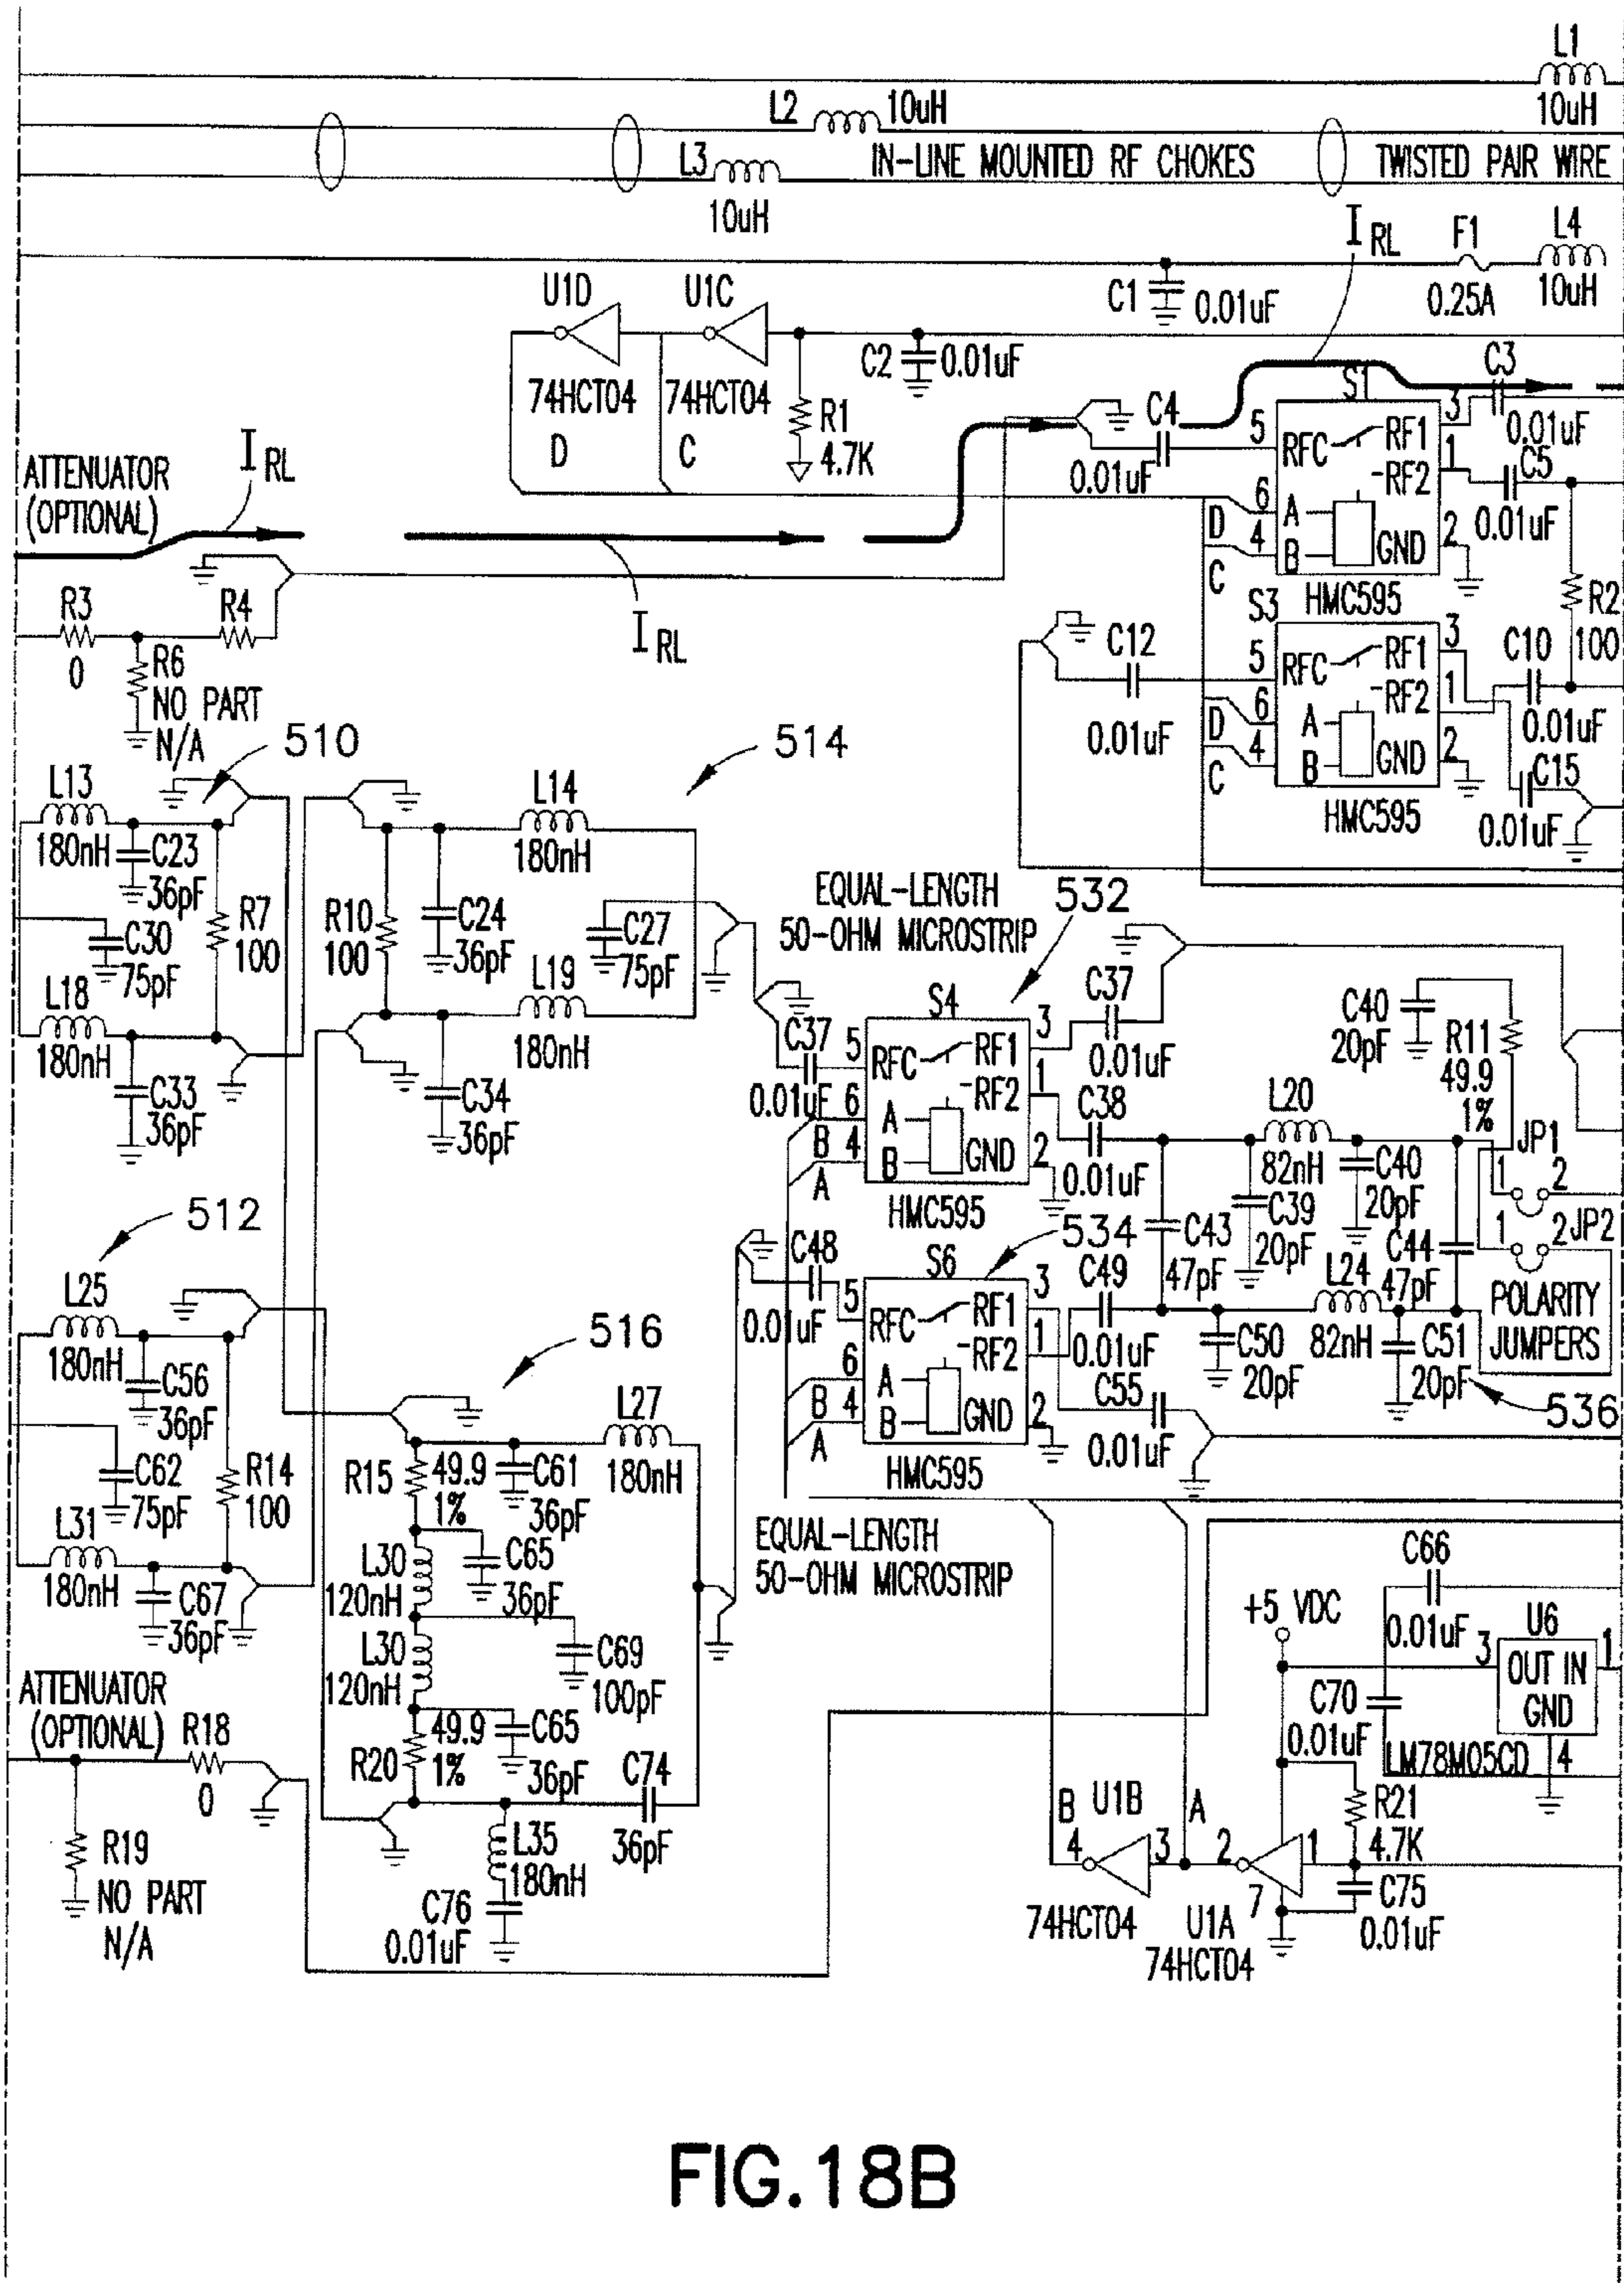 L1
10uH
L2 10uH
L3 IN-LINE MOUNTED RF CHOKES TWISTED PAIR WIRE
10uH
I RL F1 L4
C1 0.01uF 0.25A 10uH
U1D U1C
C2 0.01uF
74HCT04 74HCT04
D C
R1
4.7K
C4
0.01uF
S1
C3
0.01uF
5 RFC RF1 3
RF2 1
C5
0.01uF
D 6 A
C 4 B GND 2
HMC595
R2
100
ATTENUATOR
(OPTIONAL)
I RL
I RL
R3
0
R4
R6
NO PART
N/A
S3
C12
0.01uF
5 RFC RF1 3
RF2 1
C10
0.01uF
D 6 A
C 4 B GND 2
HMC595
C15
0.01uF
510
514
L13
180nH
C23
36pF
C30
75pF
R7
100
L18
180nH
C33
36pF
R10
100
C24
36pF
L14
180nH
C27
75pF
L19
180nH
C34
36pF
EQUAL-LENGTH
50-OHM MICROSTRIP
532
S4
C37
0.01uF
5 RFC RF1 3
RF2 1
C37
0.01uF
B 6 A
A 4 B GND 2
HMC595
C38
0.01uF
C40
20pF
R11
49.9
1%
L20
82nH
C39
20pF
C40
20pF
JP1
1 2
1 2 JP2
C43
47pF
C44
47pF
POLARITY
JUMPERS
534
S6
C48
0.01uF
5 RFC RF1 3
RF2 1
C49
0.01uF
B 6 A
A 4 B GND 2
HMC595
L24
82nH
C50
20pF
C51
20pF
536
C55
0.01uF
EQUAL-LENGTH
50-OHM MICROSTRIP
512
L25
180nH
C56
36pF
C62
75pF
R14
100
L31
180nH
C67
36pF
516
L27
180nH
R15 49.9
1%
C61
36pF
L30
120nH
C65
36pF
L30
120nH
C69
100pF
49.9
R20 1%
C65
36pF
C74
36pF
L35
180nH
C76
0.01uF
ATTENUATOR
(OPTIONAL)
R18
0
R19
NO PART
N/A
C66
0.01uF
+5 VDC
U6
3 OUT IN 1
GND
4
C70
0.01uF
LM78M05CD
R21
4.7K
B U1B A
4 3 2 1
7
74HCT04 U1A
74HCT04
C75
0.01uF
FIG.18B